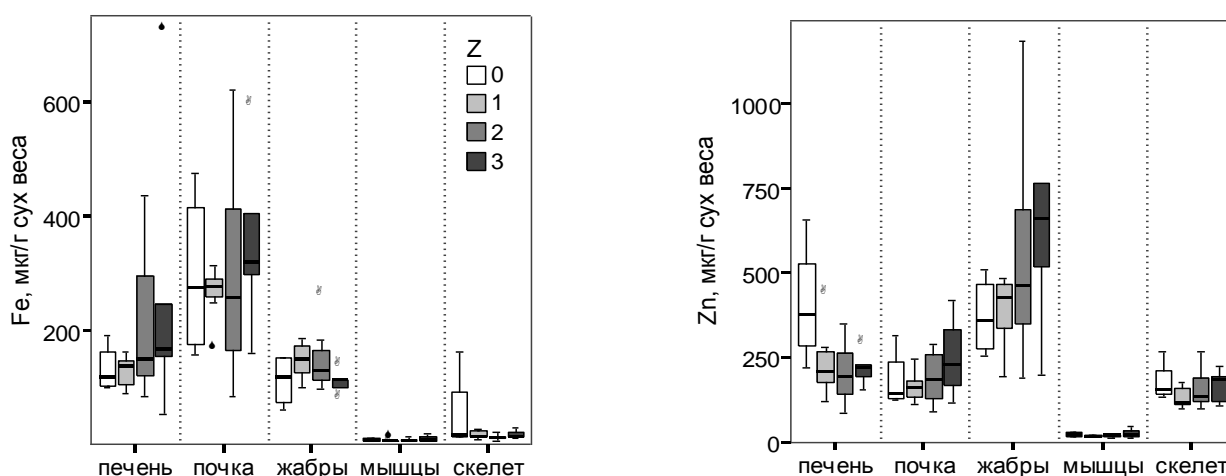 Fe, мкг/г сух веса
600
400
200
Z
0
1
2
3
печень почка жабры мышцы скелет
Zn, мкг/г сух веса
1000
750
500
250
0
печень почка жабры мышцы скелет